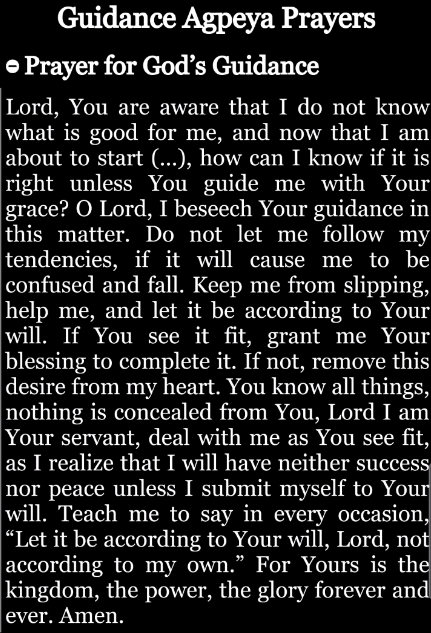 Guidance Agpeya Prayers
Prayer for God's Guidance
Lord, You are aware that I do not know
what is good for me, and now that I am
about to start (...), how can I know if it is
right unless You guide me with Your
grace? O Lord, I beseech Your guidance in
this matter. Do not let me follow my
tendencies, if it will cause me to be
confused and fall. Keep me from slipping,
help me, and let it be according to Your
will. If You see it fit, grant me Your
blessing to complete it. If not, remove this
desire from my heart. You know all things,
nothing is concealed from You, Lord I am
Your servant, deal with me as You see fit,
as I realize that I will have neither success
nor peace unless I submit myself to Your
will. Teach me to say in every occasion,
“Let it be according to Your will, Lord, not
according to my own.” For Yours is the
kingdom, the power, the glory forever and
ever. Amen.